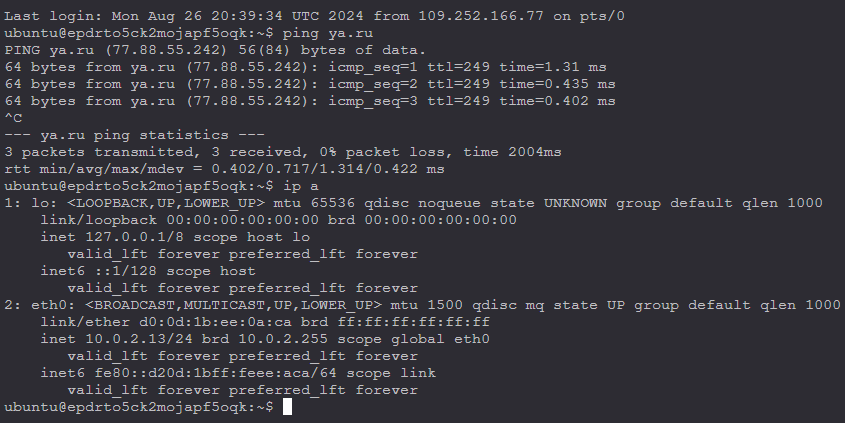 Last login: Mon Aug 26 20:39:34 UTC 2024 from 109.252.166.77 on pts/0
ubuntu@epdrto5ck2mojapf5oqk:~$ ping ya.ru
PING ya.ru (77.88.55.242) 56(84) bytes of data.
64 bytes from ya.ru (77.88.55.242): icmp_seq=1 ttl=249 time=1.31 ms
64 bytes from ya.ru (77.88.55.242): icmp_seq=2 ttl=249 time=0.435 ms
64 bytes from ya.ru (77.88.55.242): icmp_seq=3 ttl=249 time=0.402 ms
^C
--- ya.ru ping statistics ---
3 packets transmitted, 3 received, 0% packet loss, time 2004ms
rtt min/avg/max/mdev = 0.402/0.717/1.314/0.422 ms
ubuntu@epdrto5ck2mojapf5oqk:~$ ip a
1: lo: <LOOPBACK,UP,LOWER_UP> mtu 65536 qdisc noqueue state UNKNOWN group default qlen 1000
    link/loopback 00:00:00:00:00:00 brd 00:00:00:00:00:00
    inet 127.0.0.1/8 scope host lo
       valid_lft forever preferred_lft forever
    inet6 ::1/128 scope host
       valid_lft forever preferred_lft forever
2: eth0: <BROADCAST,MULTICAST,UP,LOWER_UP> mtu 1500 qdisc mq state UP group default qlen 1000
    link/ether d0:0d:1b:ee:0a:ca brd ff:ff:ff:ff:ff:ff
    inet 10.0.2.13/24 brd 10.0.2.255 scope global eth0
       valid_lft forever preferred_lft forever
    inet6 fe80::d20d:1bff:feee:aca/64 scope link
       valid_lft forever preferred_lft forever
ubuntu@epdrto5ck2mojapf5oqk:~$